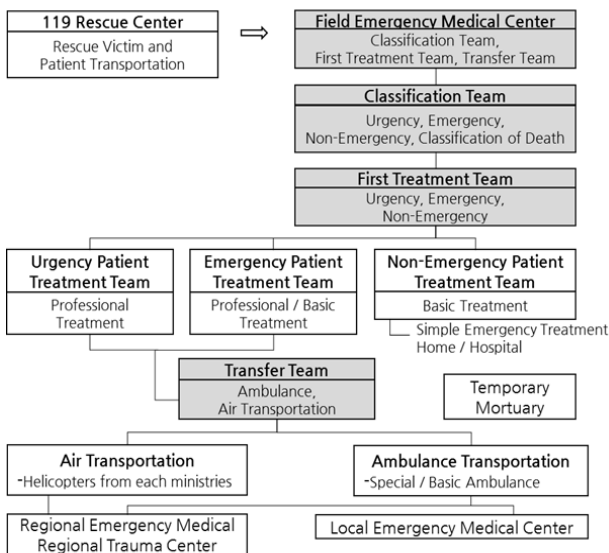 119 Rescue Center
Rescue Victim and
Patient Transportation
Field Emergency Medical Center
Classification Team,
First Treatment Team, Transfer Team
Classification Team
Urgency, Emergency,
Non-Emergency, Classification of Death
First Treatment Team
Urgency, Emergency,
Non-Emergency
Urgency Patient
Treatment Team
Professional
Treatment
Emergency Patient
Treatment Team
Professional / Basic
Treatment
Non-Emergency Patient
Treatment Team
Basic Treatment
Simple Emergency Treatment
Home / Hospital
Transfer Team
Ambulance,
Air Transportation
Temporary
Mortuary
Air Transportation
-Helicopters from each ministries
Ambulance Transportation
-Special / Basic Ambulance
Regional Emergency Medical
Regional Trauma Center
Local Emergency Medical Center